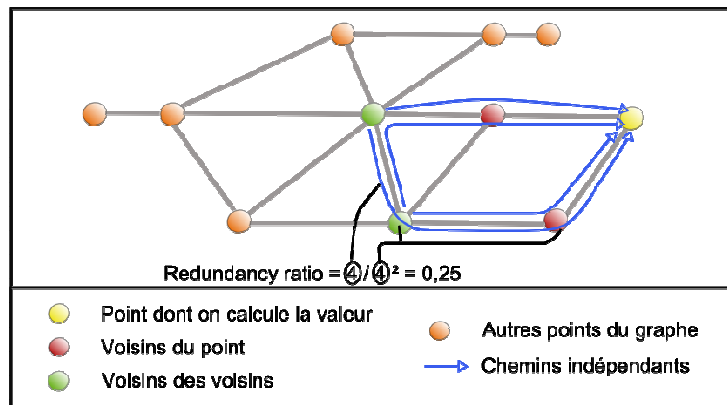 Redundancy ratio = 4 / 4² = 0,25
Point dont on calcule la valeur
Voisins du point
Voisins des voisins
Autres points du graphe
Chemins indépendants